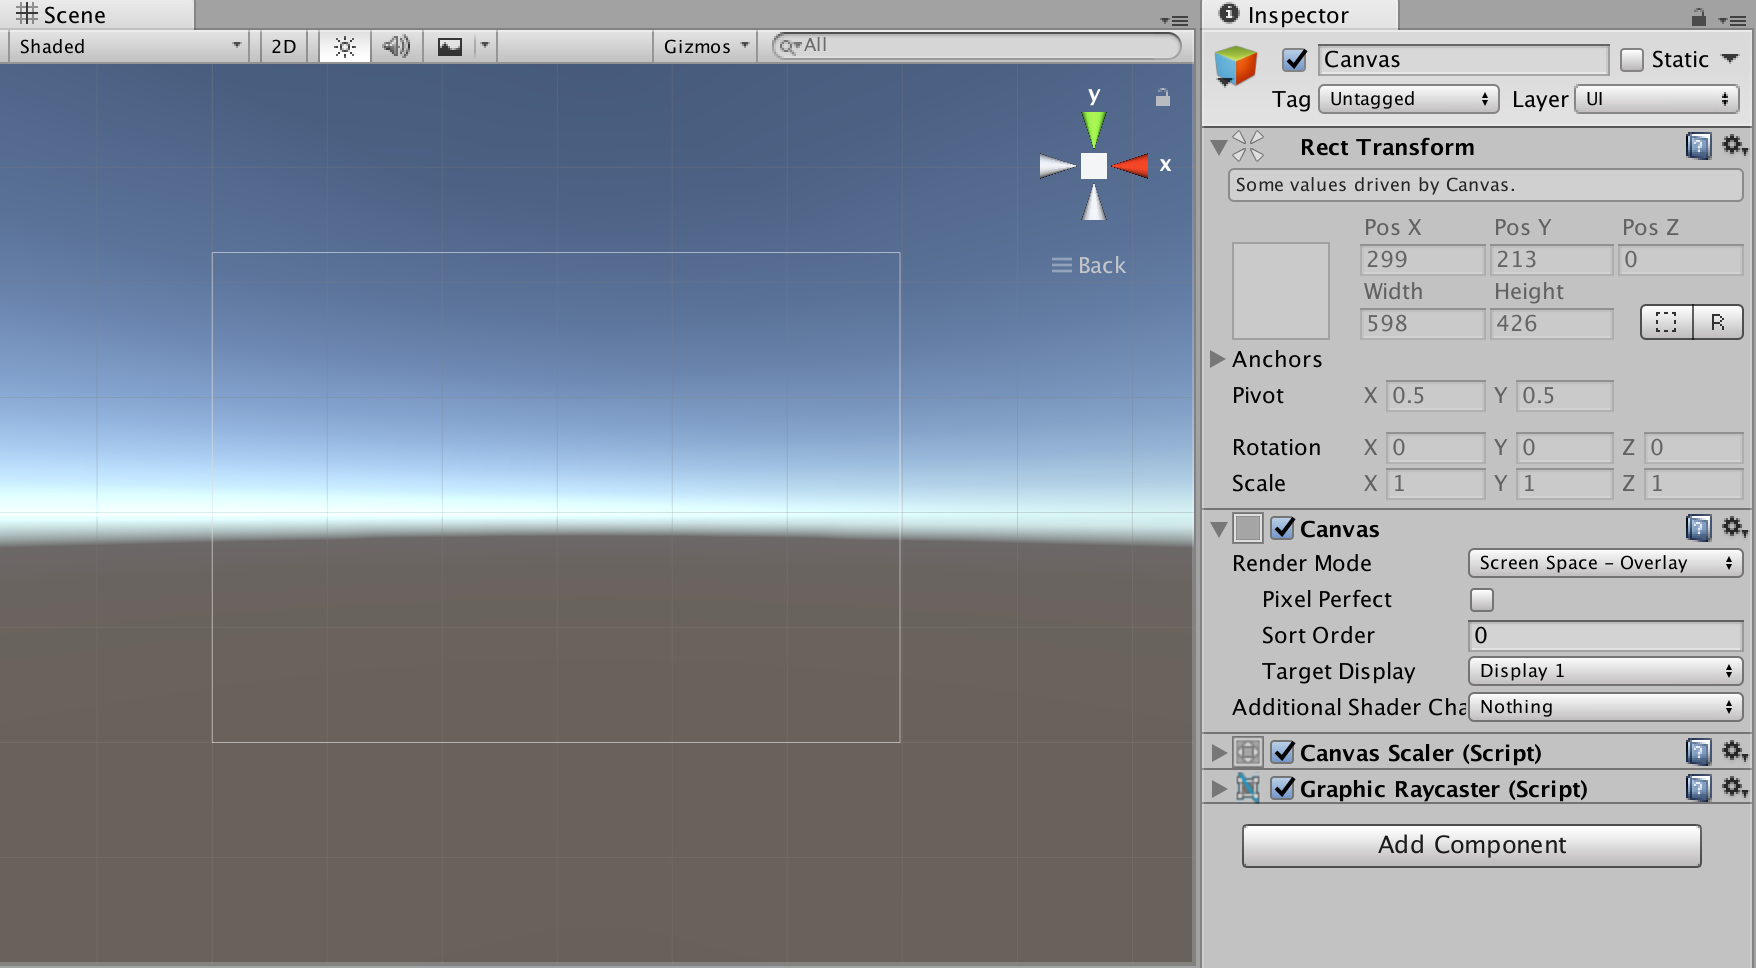 Scene
Shaded 2D Gizmos All
y
x
Back
Inspector
Canvas Static
Tag Untagged Layer UI
Rect Transform
Some values driven by Canvas.
Pos X Pos Y Pos Z
299 213 0
Width Height
598 426
R
Anchors
Pivot X 0.5 Y 0.5
Rotation X 0 Y 0 Z 0
Scale X 1 Y 1 Z 1
Canvas
Render Mode Screen Space - Overlay
Pixel Perfect
Sort Order 0
Target Display Display 1
Additional Shader Cha Nothing
Canvas Scaler (Script)
Graphic Raycaster (Script)
Add Component